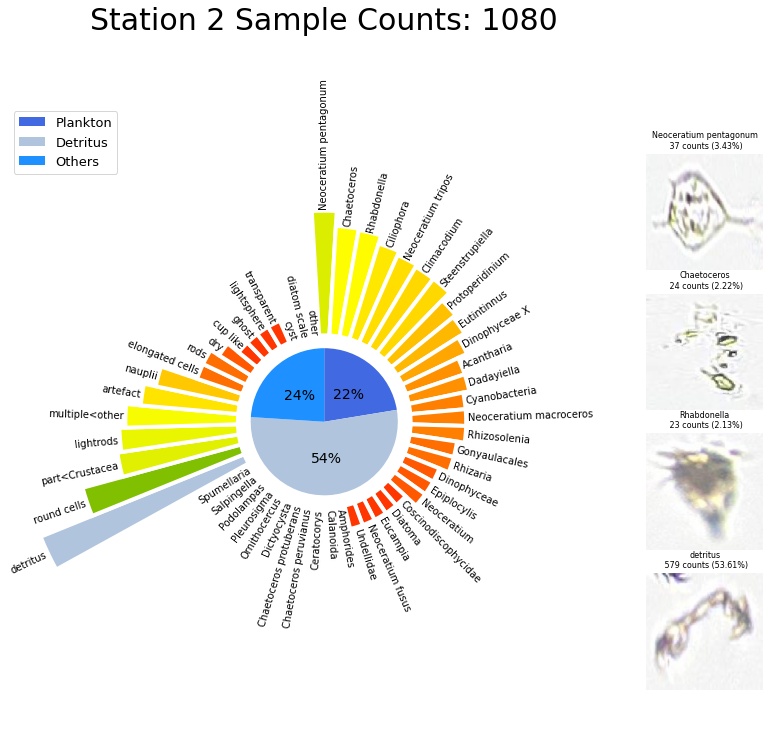 Station 2 Sample Counts: 1080
Plankton
Detritus
Others
Neoceratium pentagonum
Chaetoceros
Rhabdonella
Ciliophora
Neoceratium tripos
Climacodium
Steenstrupiella
Protoperidinium
Eutintinnus
Dinophyceae X
Acantharia
Dadayiella
Cyanobacteria
Neoceratium macroceros
Rhizosolenia
Gonyaulacales
Rhizaria
Dinophyceae
Epiplocylis
Neoceratium
Coscinodiscophycidae
Diatoma
Eucampia
Neoceratium fusus
Undellidae
Amphorides
Calanoida
Ceratocorys
Chaetoceros peruvianus
Chaetoceros protuberans
Dictyocysta
Ornithocercus
Pleurosigma
Podolampas
Salpingella
Spumellaria
detritus
round cells
part<Crustacea
lightrods
multiple<other
artefact
nauplii
elongated cells
rods
dry
cup like
ghost
lightsphere
transparent
cyst
diatom scale
other
24%
22%
54%
Neoceratium pentagonum
37 counts (3.43%)
Chaetoceros
24 counts (2.22%)
Rhabdonella
23 counts (2.13%)
detritus
579 counts (53.61%)